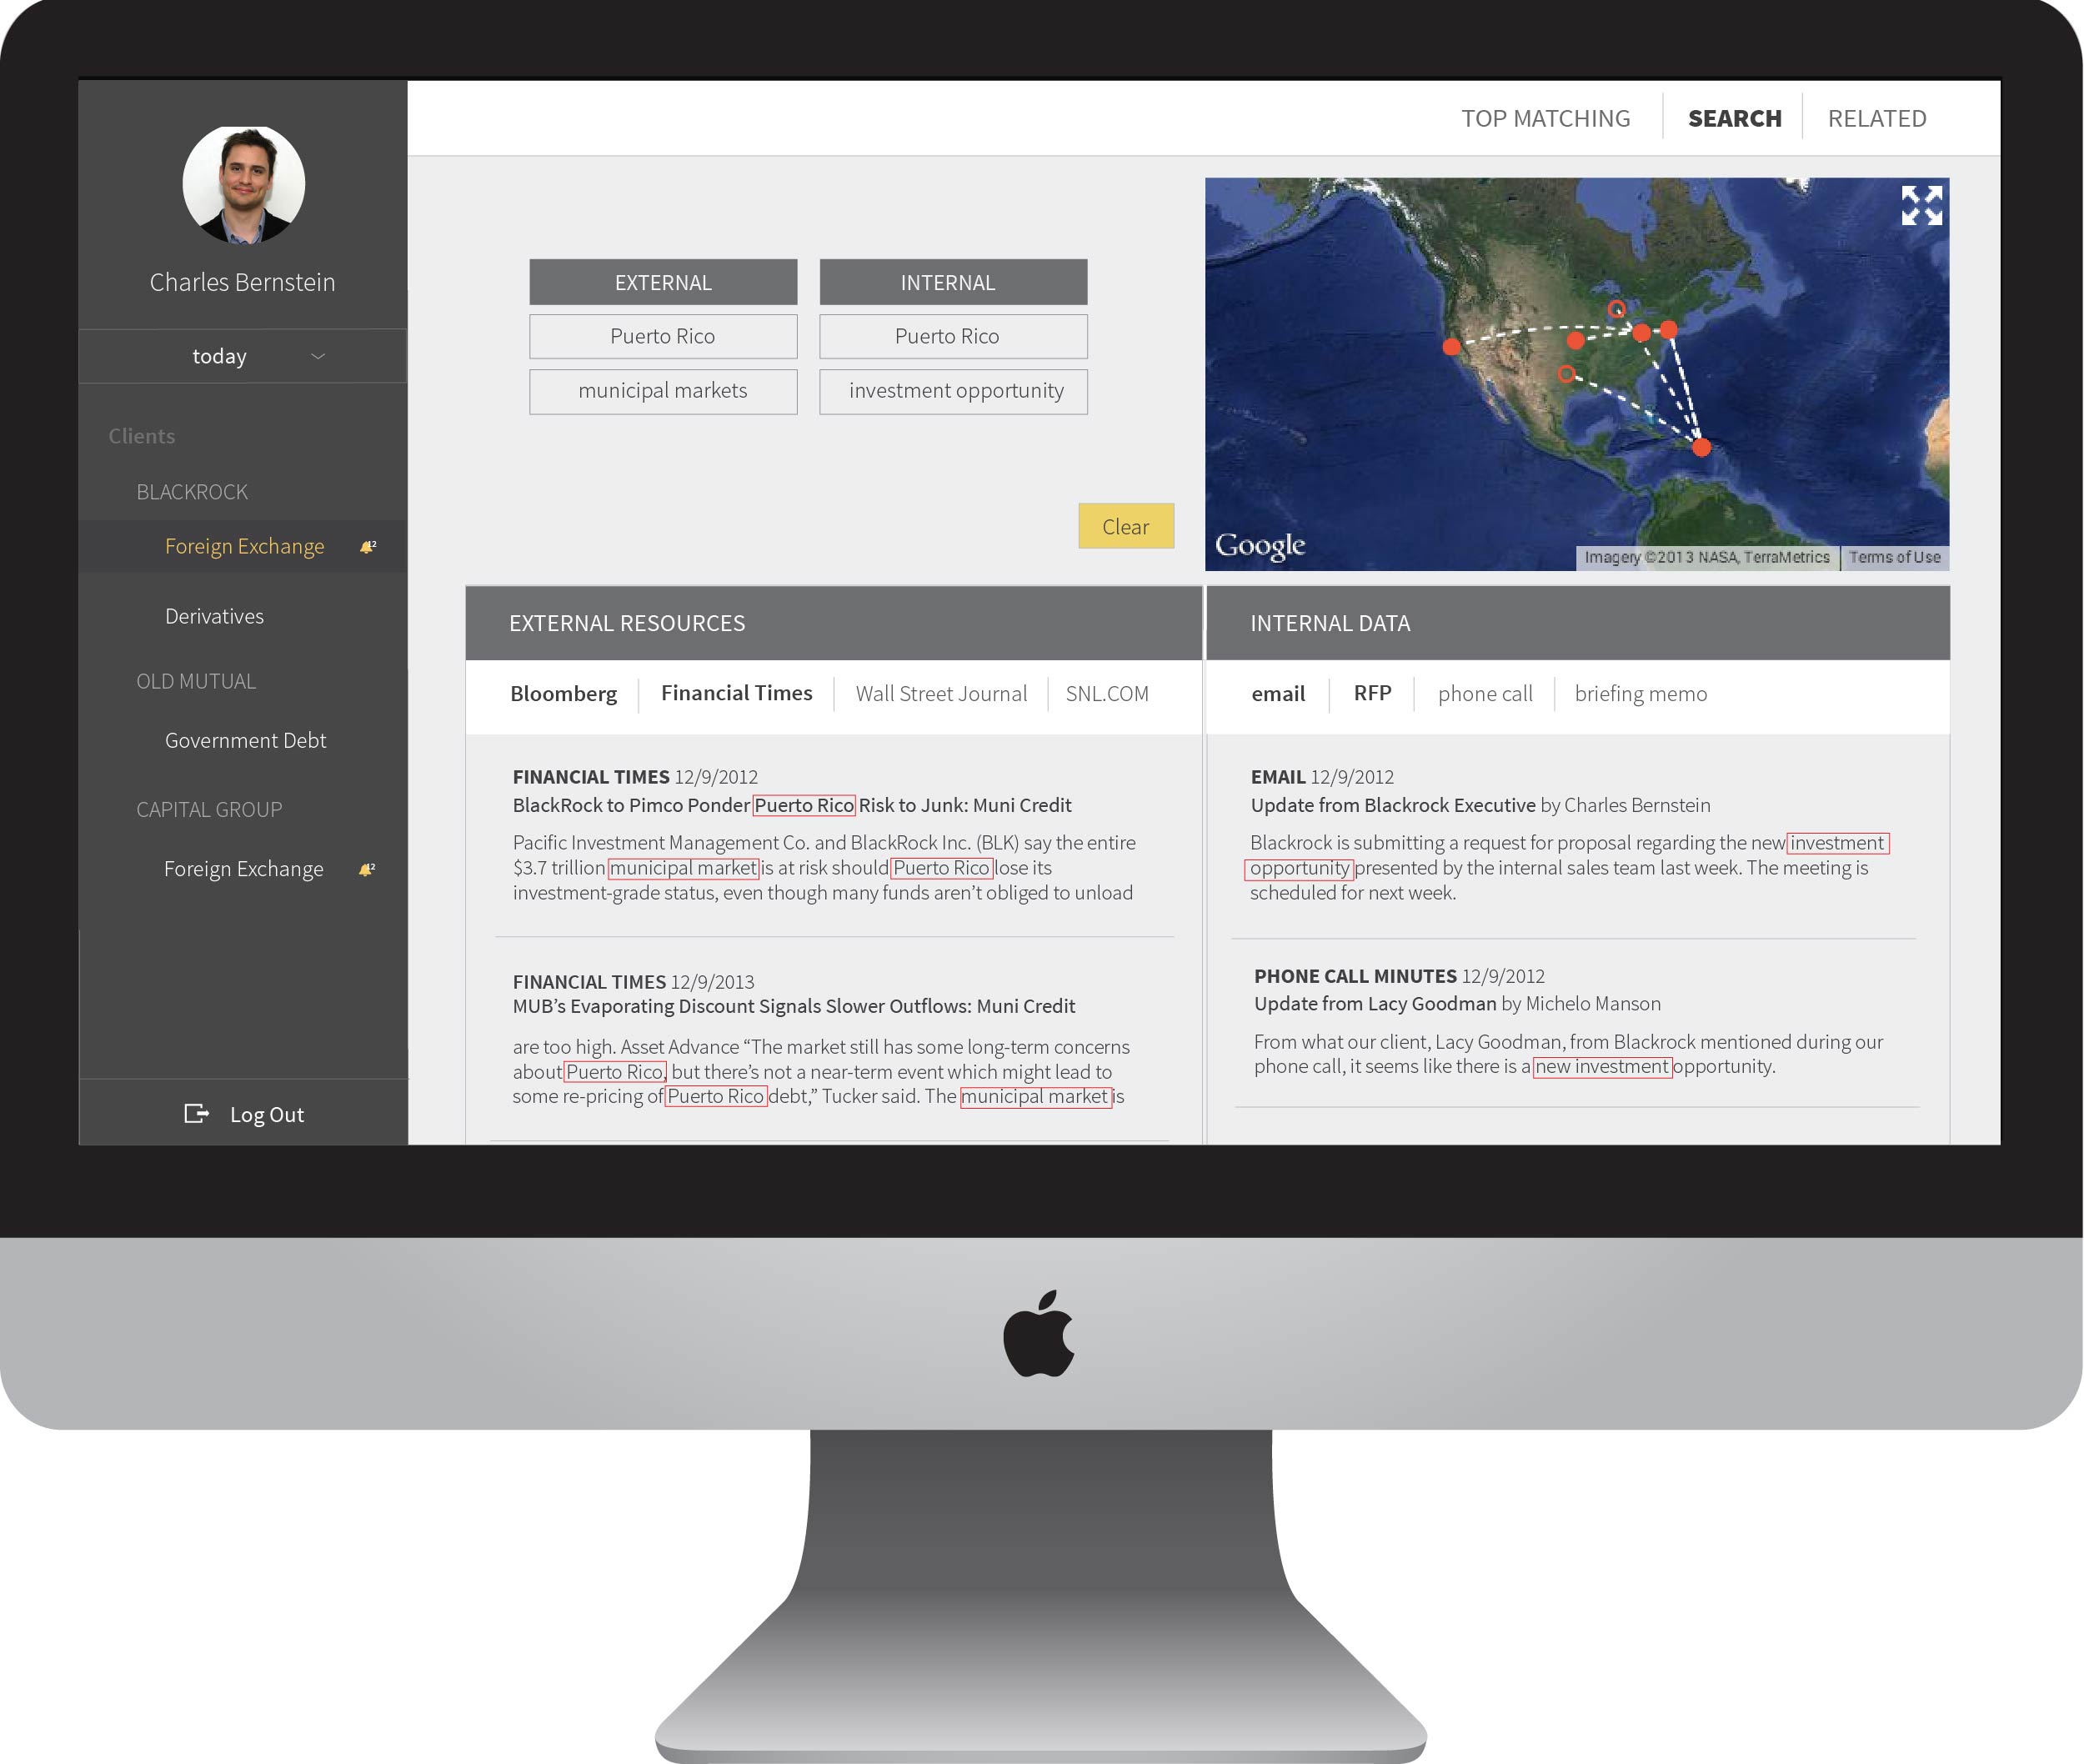 TOP MATCHING
SEARCH
RELATED
Charles Bernstein
today
Clients
BLACKROCK
Foreign Exchange 12
Derivatives
OLD MUTUAL
Government Debt
CAPITAL GROUP
Foreign Exchange 12
Log Out
EXTERNAL
Puerto Rico
municipal markets
INTERNAL
Puerto Rico
investment opportunity
Clear
Google
Imagery ©2013 NASA, TerraMetrics
Terms of Use
EXTERNAL RESOURCES
Bloomberg
Financial Times
Wall Street Journal
SNL.COM
FINANCIAL TIMES 12/9/2012
BlackRock to Pimco Ponder Puerto Rico Risk to Junk: Muni Credit
Pacific Investment Management Co. and BlackRock Inc. (BLK) say the entire
$3.7 trillion municipal market is at risk should Puerto Rico lose its
investment-grade status, even though many funds aren’t obliged to unload
FINANCIAL TIMES 12/9/2013
MUB’s Evaporating Discount Signals Slower Outflows: Muni Credit
are too high. Asset Advance “The market still has some long-term concerns
about Puerto Rico, but there’s not a near-term event which might lead to
some re-pricing of Puerto Rico debt,” Tucker said. The municipal market is
INTERNAL DATA
email
RFP
phone call
briefing memo
EMAIL 12/9/2012
Update from Blackrock Executive by Charles Bernstein
Blackrock is submitting a request for proposal regarding the new investment
opportunity presented by the internal sales team last week. The meeting is
scheduled for next week.
PHONE CALL MINUTES 12/9/2012
Update from Lacy Goodman by Michelo Manson
From what our client, Lacy Goodman, from Blackrock mentioned during our
phone call, it seems like there is a new investment opportunity.